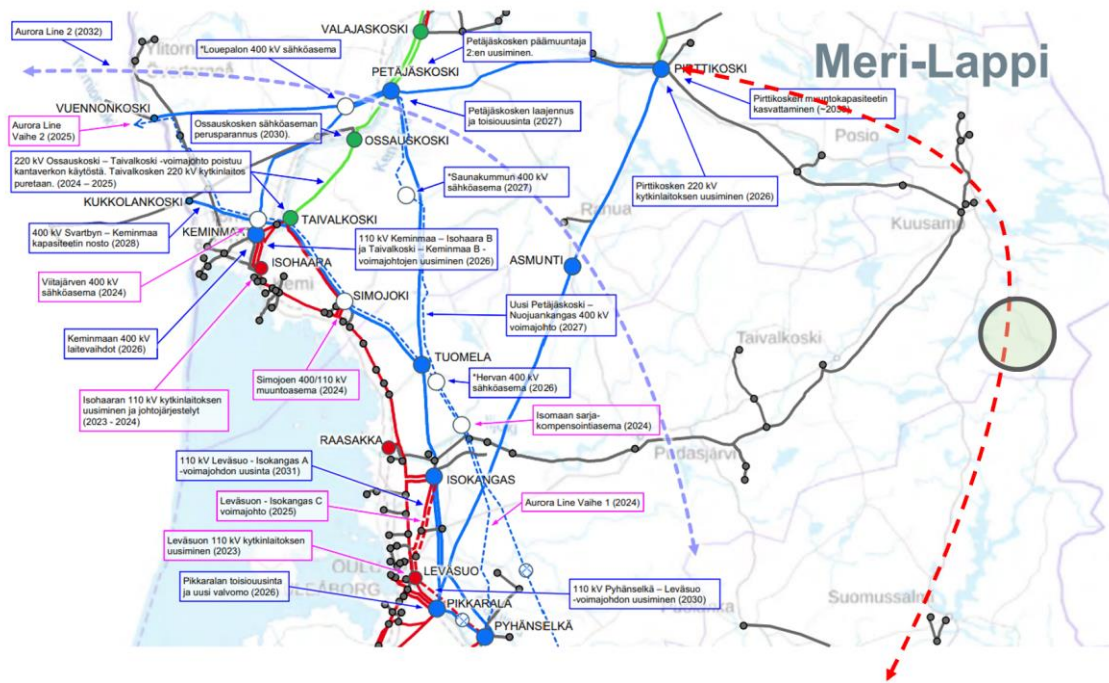 Meri-Lappi
Aurora Line 2 (2032)
*Louepalon 400 kV sähköasema
VALAJASKOSKI
Petäjäskosken päämuuntaja
2:en uusiminen.
PETÄJÄSKOSKI
PIRTTIKOSKI
VUENNONKOSKI
Aurora Line
Vaihe 2 (2025)
Ossauskosken sähköaseman
perusparannus (2030).
OSSAUSKOSKI
Petäjäskosken laajennus
ja toisiouusinta (2027)
Pirttikosken muuntokapasiteetin
Posio
220 kV Ossauskoski – Taivalkoski -voimajohto poistuu
kantaverkon käytöstä. Taivalkosken 220 kV kytkinlaitos
puretaan. (2024 – 2025)
*Saunakummun 400 kV
sähköasema (2027)
Pirttikosken 220 kV
kytkinlaitoksen uusiminen (2026)
KUKKOLANKOSKI
TAIVALKOSKI
Kuusamo
400 kV Svartbyn – Keminmaa
kapasiteetin nosto (2028)
KEMINMAA
110 kV Keminmaa – Isohaara B
ja Taivalkoski – Keminmaa B -
voimajohtojen uusiminen (2026)
ISOHAARA
ASMUNTI
Viitajärven 400 kV
sähköasema (2024)
SIMOJOKI
Uusi Petäjäskoski –
Nuojuankangas 400 kV
voimajohto (2027)
Keminmaan 400 kV
laitevaihdot (2026)
Taivalkoski
TUOMELA
*Hervan 400 kV
sähköasema (2026)
Simojoen 400/110 kV
muuntoasema (2024)
Isohaaran 110 kV kytkinlaitoksen
uusiminen ja johtojärjestelyt
(2023 - 2024)
Isomaan sarja-
kompensointiasema (2024)
RAASAKKA
Pudasjärvi
110 kV Leväsuo - Isokangas A
-voimajohdon uusinta (2031)
ISOKANGAS
Leväsuon - Isokangas C
voimajohto (2025)
Aurora Line Vaihe 1 (2024)
Leväsuon 110 kV kytkinlaitoksen
uusiminen (2023)
OULU
LEVÄSUO
Pikkaralan toisiouusinta
ja uusi valvomo (2026)
110 kV Pyhänselkä – Leväsuo
-voimajohdon uusiminen (2030)
Suomussalmi
PIKKARALA
PYHÄNSELKÄ